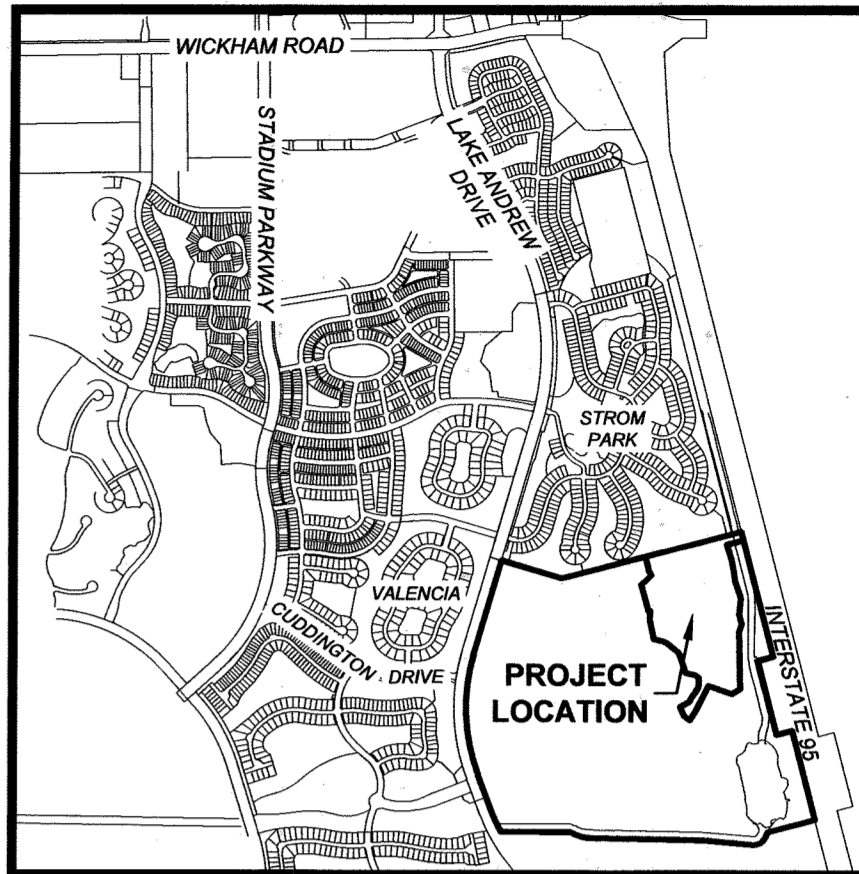 WICKHAM ROAD
STADIUM PARKWAY
LAKE ANDREW
DRIVE
STROM
PARK
VALENCIA
CUDDINGTON DRIVE
PROJECT
LOCATION
INTERSTATE 95